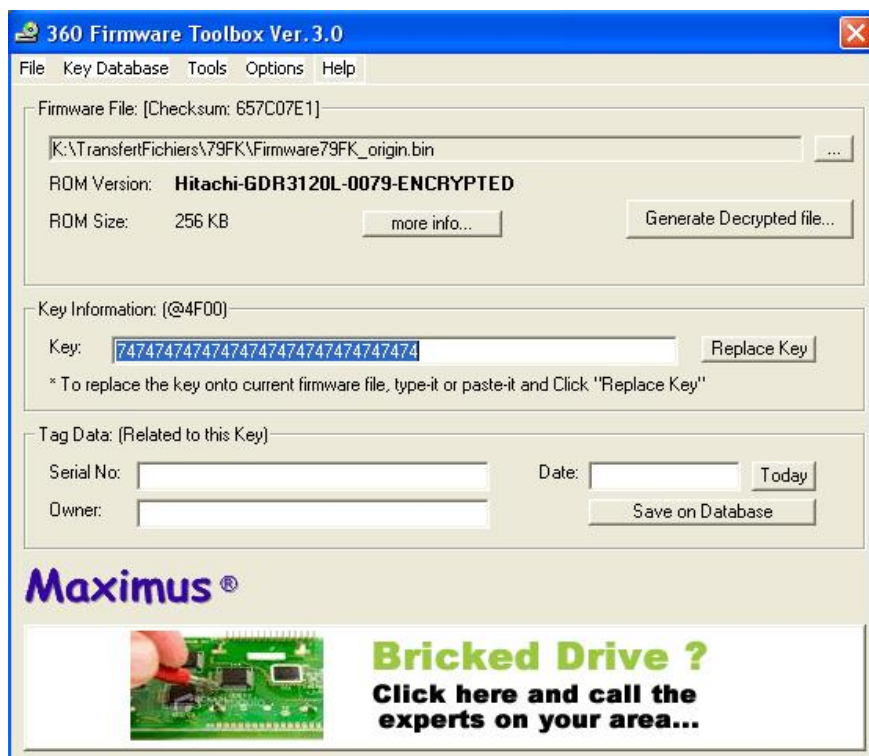 360 Firmware Toolbox Ver.3.0
File Key Database Tools Options Help
Firmware File: [Checksum: 657C07E1]
K:\TransfertFichiers\79FK\Firmware79FK_origin.bin ...
ROM Version: Hitachi-GDR3120L-0079-ENCRYPTED
ROM Size: 256 KB more info... Generate Decrypted file...
Key Information: (@4F00)
Key: 74747474747474747474747474747474 Replace Key
* To replace the key onto current firmware file, type-it or paste-it and Click "Replace Key"
Tag Data: (Related to this Key)
Serial No: Date: Today
Owner: Save on Database
Maximus ®
Bricked Drive ?
Click here and call the
experts on your area...